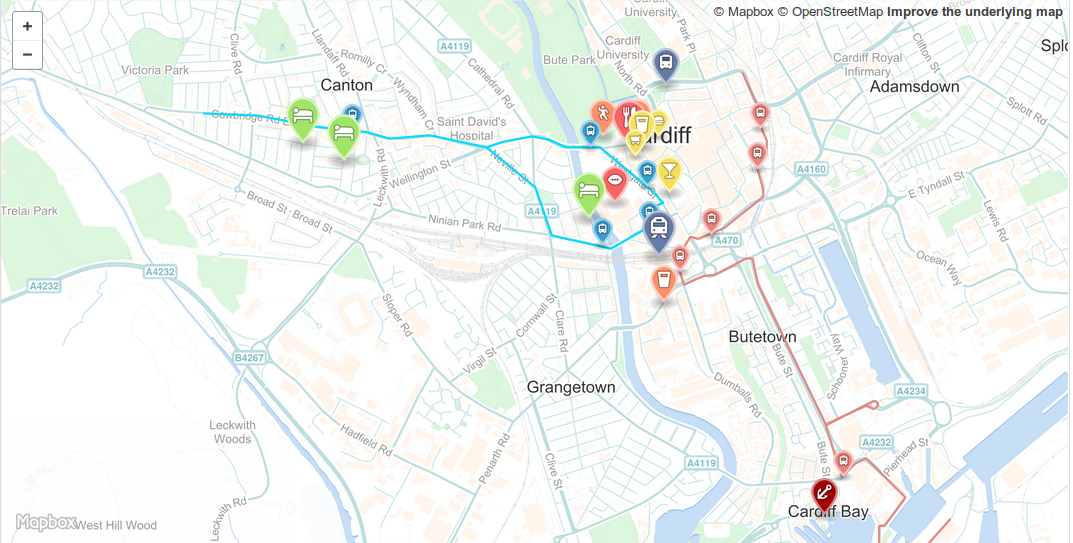 +
−
© Mapbox © OpenStreetMap Improve the underlying map
Cardiff
University
Park Pl
Clive Rd
Llandaff Rd
Romilly Cr
A4119
Cathedral Rd
Bute Park
Cardiff
University
North Rd
Cardiff Royal
Infirmary
Clifton St
Victoria Park
Canton
Wyndham Cr
Adamsdown
Splott Rd
Cowbridge Rd
Saint David's
Hospital
rdiff
Neville St
Wellington St
Leckwith Rd
A4160
E Tyndall St
Lewis Rd
Broad St
Broad St
Ninian Park Rd
A4119
A470
Trelai Park
Ocean Way
A4232
A4232
Sloper Rd
Cornwall St
Clare Rd
Virgil St
Butetown
Bute St
Schooner Way
B4267
Grangetown
Dumballs Rd
A4234
Leckwith
Woods
Hadfield Rd
Penarth Rd
Clive St
A4119
Bute St
A4232
Pierhead St
Leckwith Rd
Cardiff Bay
Mapbox
West Hill Wood